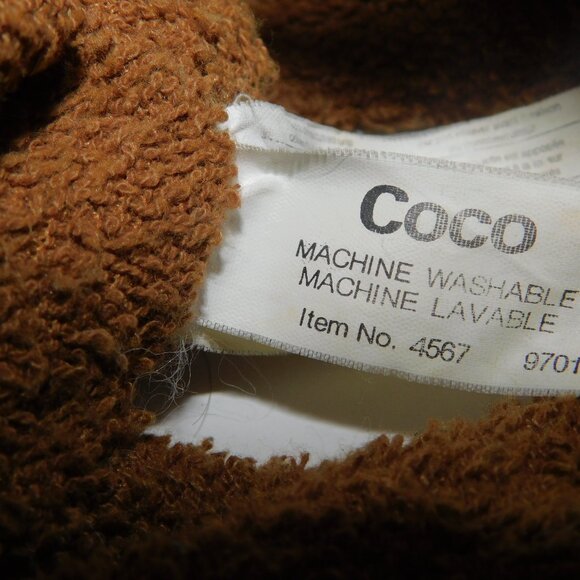 COCO
MACHINE WASHABLE
MACHINE LAVABLE
Item No. 4567 9701